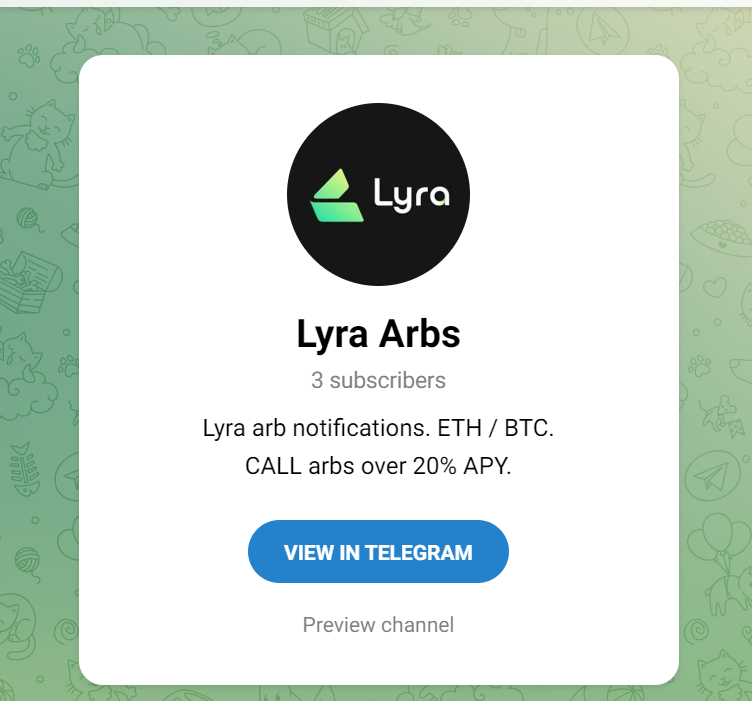 Lyra
Lyra Arbs
3 subscribers
Lyra arb notifications. ETH / BTC.
CALL arbs over 20% APY.
VIEW IN TELEGRAM
Preview channel